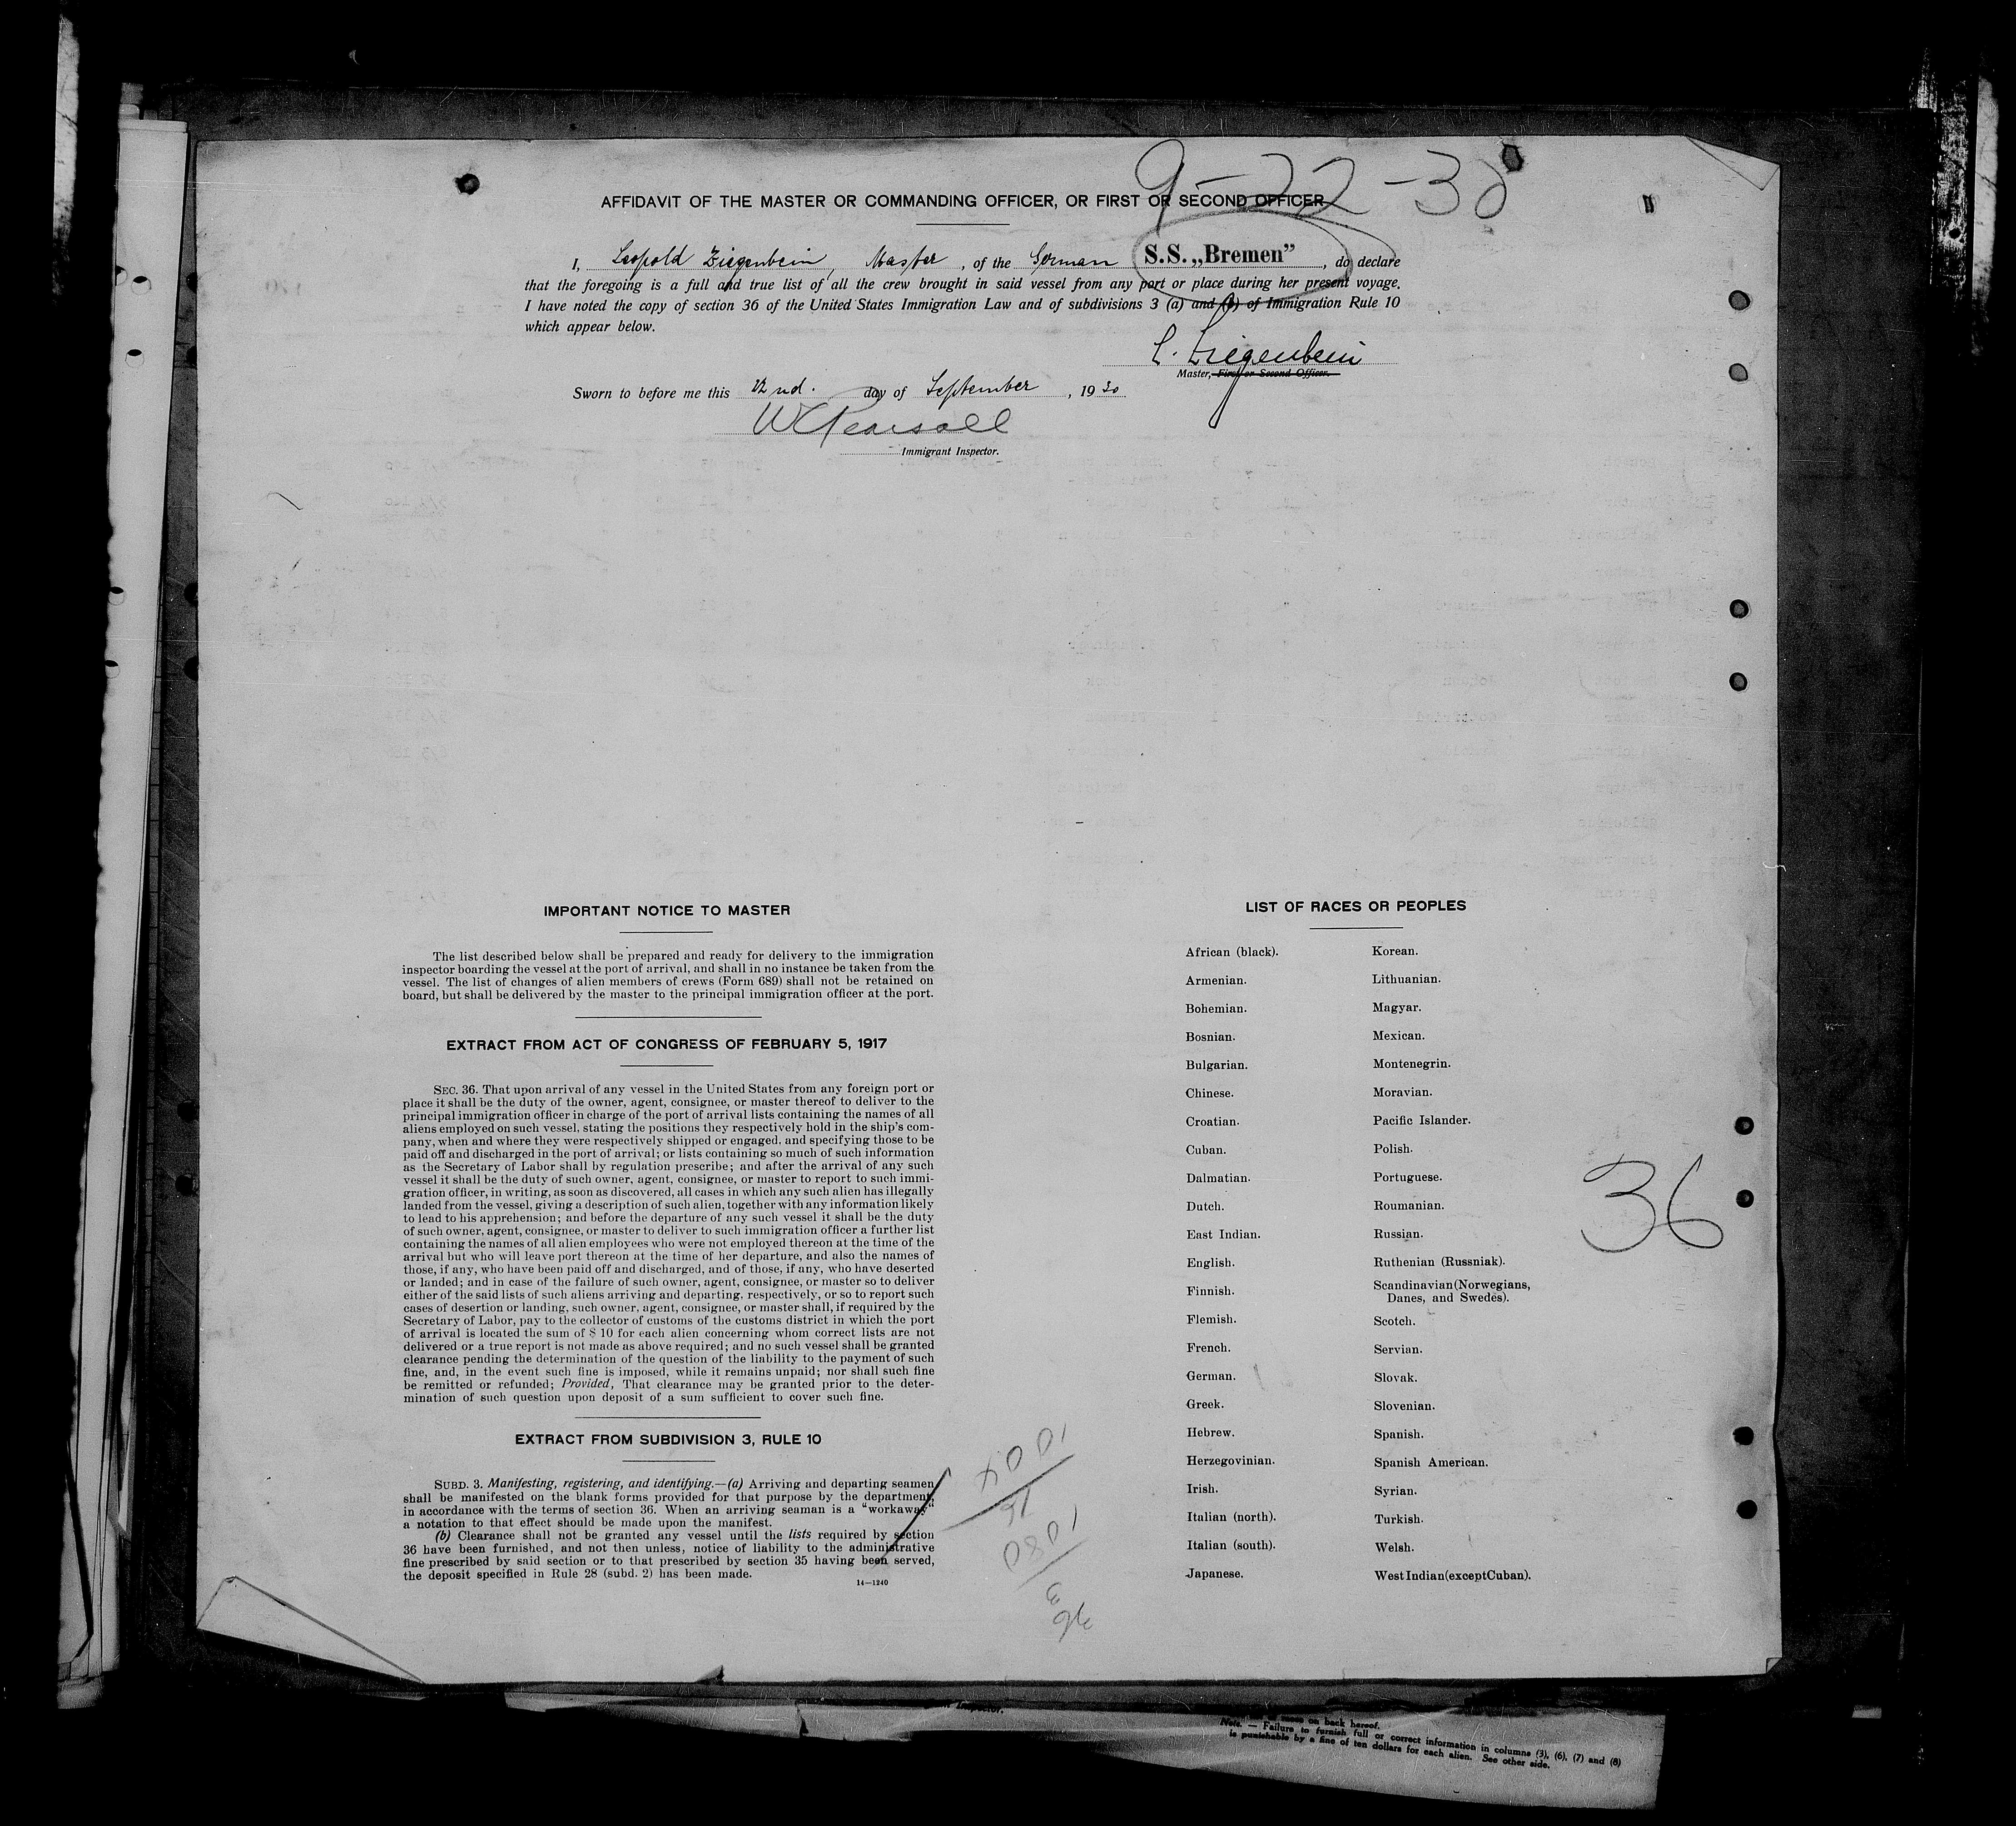 9-22-30
AFFIDAVIT OF THE MASTER OR COMMANDING OFFICER, OR FIRST OR SECOND OFFICER
I, Leopold Ziegenbein, Master, of the German S.S. „Bremen”, do declare
that the foregoing is a full and true list of all the crew brought in said vessel from any port or place during her present voyage.
I have noted the copy of section 36 of the United States Immigration Law and of subdivisions 3 (a) and (b) of Immigration Rule 10
which appear below.
L. Ziegenbein
Master, First or Second Officer.
Sworn to before me this 22nd. day of September, 1930
W Pearsall
Immigrant Inspector.
IMPORTANT NOTICE TO MASTER
The list described below shall be prepared and ready for delivery to the immigration
inspector boarding the vessel at the port of arrival, and shall in no instance be taken from the
vessel. The list of changes of alien members of crews (Form 689) shall not be retained on
board, but shall be delivered by the master to the principal immigration officer at the port.
EXTRACT FROM ACT OF CONGRESS OF FEBRUARY 5, 1917
SEC. 36. That upon arrival of any vessel in the United States from any foreign port or
place it shall be the duty of the owner, agent, consignee, or master thereof to deliver to the
principal immigration officer in charge of the port of arrival lists containing the names of all
aliens employed on such vessel, stating the positions they respectively hold in the ship's com-
pany, when and where they were respectively shipped or engaged, and specifying those to be
paid off and discharged in the port of arrival; or lists containing so much of such information
as the Secretary of Labor shall by regulation prescribe; and after the arrival of any such
vessel it shall be the duty of such owner, agent, consignee, or master to report to such immi-
gration officer, in writing, as soon as discovered, all cases in which any such alien has illegally
landed from the vessel, giving a description of such alien, together with any information likely
to lead to his apprehension; and before the departure of any such vessel it shall be the duty
of such owner, agent, consignee, or master to deliver to such immigration officer a further list
containing the names of all alien employees who were not employed thereon at the time of the
arrival but who will leave port thereon at the time of her departure, and also the names of
those, if any, who have been paid off and discharged, and of those, if any, who have deserted
or landed; and in case of the failure of such owner, agent, consignee, or master so to deliver
either of the said lists of such aliens arriving and departing, respectively, or so to report such
cases of desertion or landing, such owner, agent, consignee, or master shall, if required by the
Secretary of Labor, pay to the collector of customs of the customs district in which the port
of arrival is located the sum of $ 10 for each alien concerning whom correct lists are not
delivered or a true report is not made as above required; and no such vessel shall be granted
clearance pending the determination of the question of the liability to the payment of such
fine, and, in the event such fine is imposed, while it remains unpaid; nor shall such fine
be remitted or refunded; Provided, That clearance may be granted prior to the deter-
mination of such question upon deposit of a sum sufficient to cover such fine.
EXTRACT FROM SUBDIVISION 3, RULE 10
SUBD. 3. Manifesting, registering, and identifying.—(a) Arriving and departing seamen
shall be manifested on the blank forms provided for that purpose by the department,
in accordance with the terms of section 36. When an arriving seaman is a “workaway”
a notation to that effect should be made upon the manifest.
(b) Clearance shall not be granted any vessel until the lists required by section
36 have been furnished, and not then unless, notice of liability to the administrative
fine prescribed by said section or to that prescribed by section 35 having been served,
the deposit specified in Rule 28 (subd. 2) has been made.
14—1240
LIST OF RACES OR PEOPLES
African (black).
Armenian.
Bohemian.
Bosnian.
Bulgarian.
Chinese.
Croatian.
Cuban.
Dalmatian.
Dutch.
East Indian.
English.
Finnish.
Flemish.
French.
German.
Greek.
Hebrew.
Herzegovinian.
Irish.
Italian (north).
Italian (south).
Japanese.
Korean.
Lithuanian.
Magyar.
Mexican.
Montenegrin.
Moravian.
Pacific Islander.
Polish.
Portuguese.
Roumanian.
Russian.
Ruthenian (Russniak).
Scandinavian (Norwegians,
Danes, and Swedes).
Scotch.
Servian.
Slovak.
Slovenian.
Spanish.
Spanish American.
Syrian.
Turkish.
Welsh.
West Indian (except Cuban).
36
Inspector.
on back hereof.
Note. — Failure to furnish full or correct information in columns (3), (6), (7) and (8)
is punishable by a fine of ten dollars for each alien. See other side.